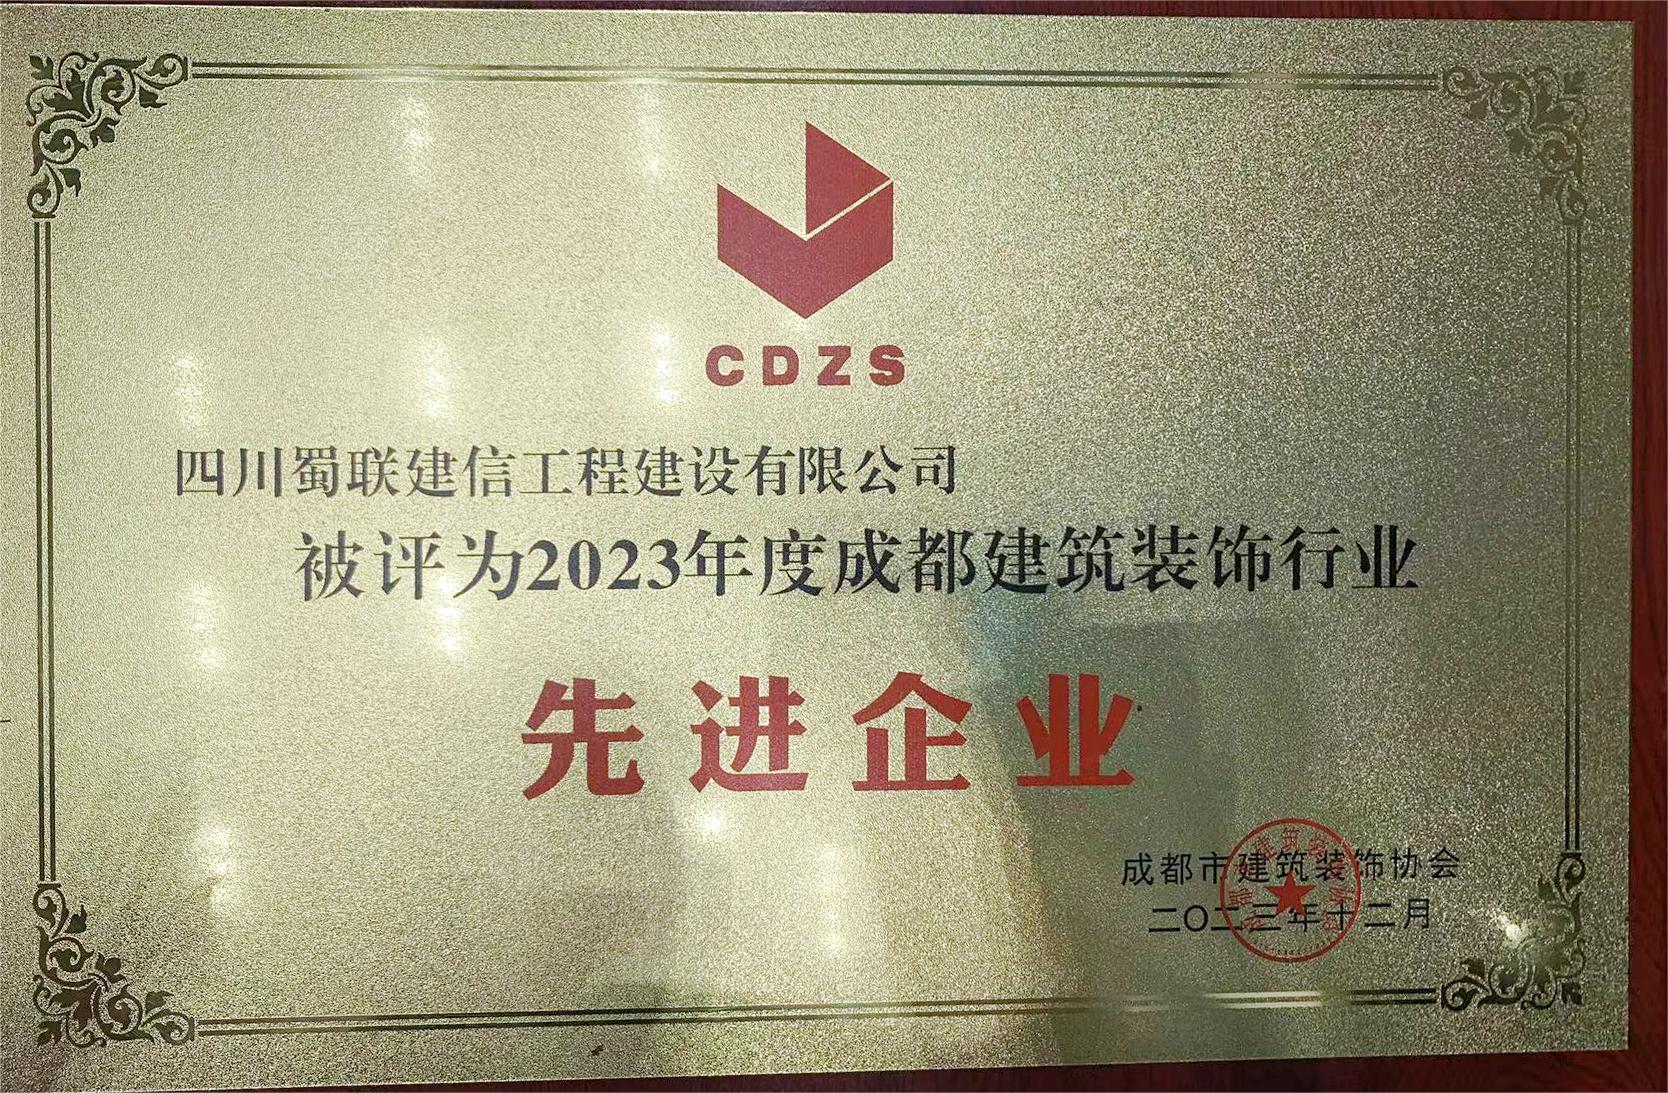 CDZS
四川蜀联建信工程建设有限公司
被评为2023年度成都建筑装饰行业
先进企业
成都市建筑装饰协会
二〇二三年十二月